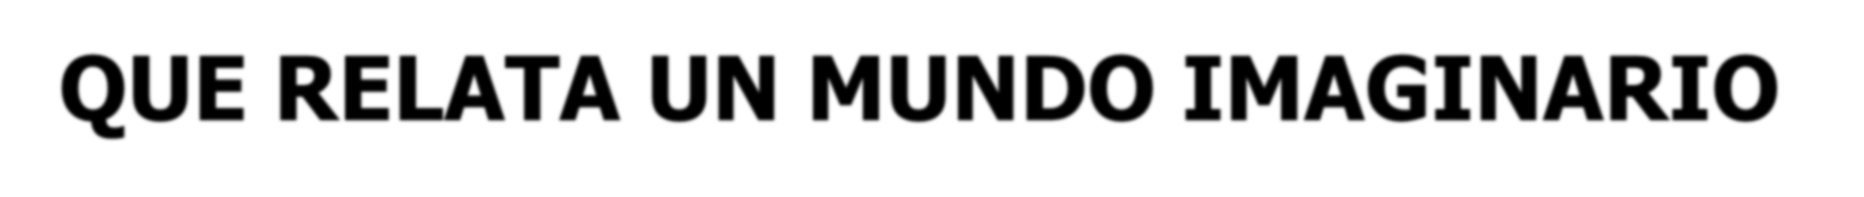 QUE RELATA UN MUNDO IMAGINARIO